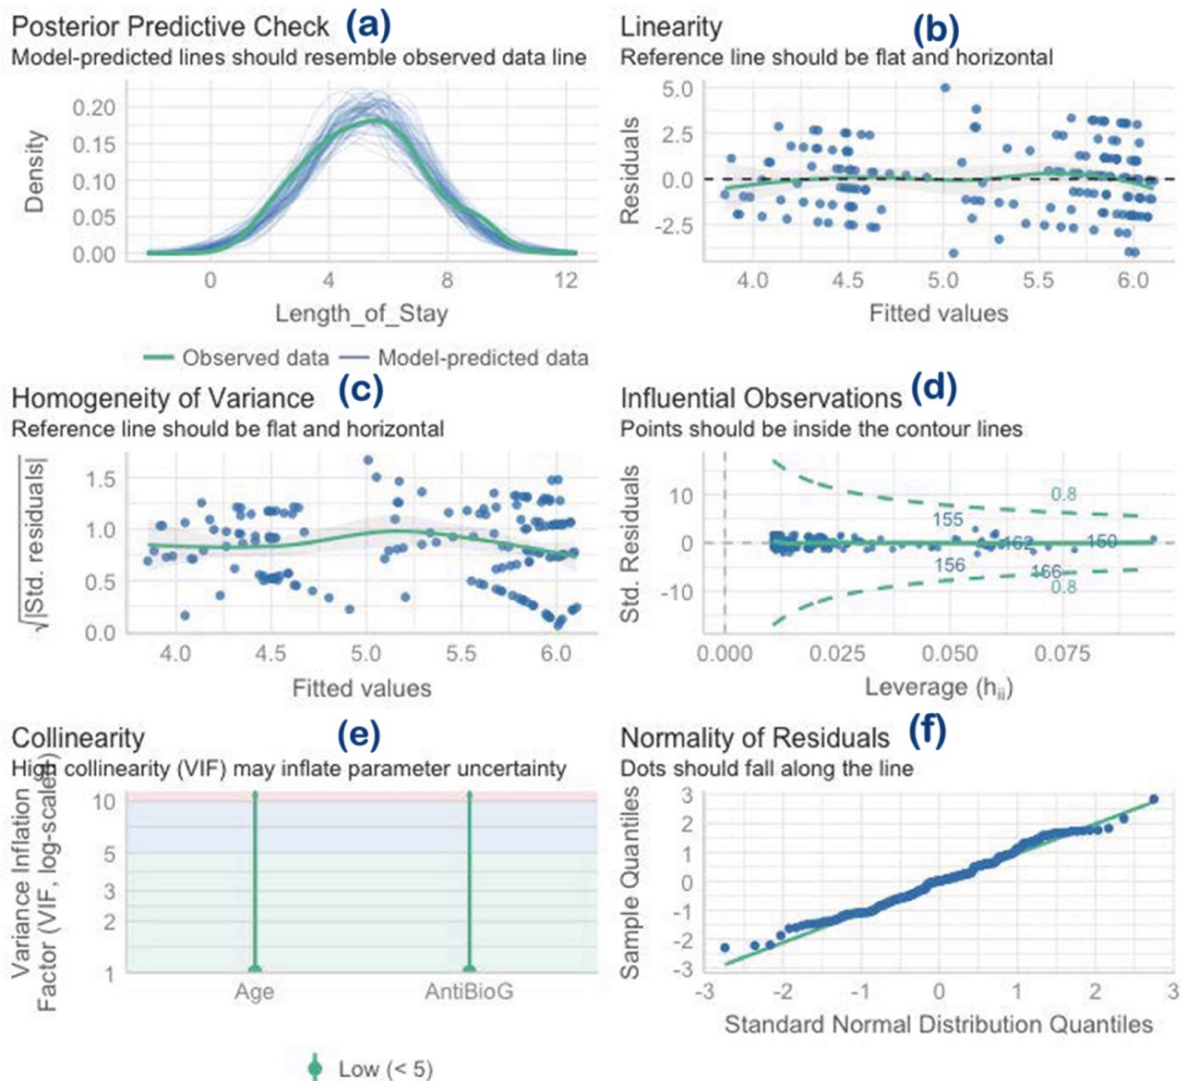 Posterior Predictive Check (a)
Model-predicted lines should resemble observed data line
Density
0.20
0.15
0.10
0.05
0.00
0 4 8 12
Length_of_Stay
Observed data Model-predicted data
Linearity (b)
Reference line should be flat and horizontal
Residuals
5.0
2.5
0.0
-2.5
4.0 4.5 5.0 5.5 6.0
Fitted values
Homogeneity of Variance (c)
Reference line should be flat and horizontal
√|Std. residuals|
1.5
1.0
0.5
0.0
4.0 4.5 5.0 5.5 6.0
Fitted values
Influential Observations (d)
Points should be inside the contour lines
Std. Residuals
10
0
-10
0.8
155
162
150
156
166
0.8
0.000 0.025 0.050 0.075
Leverage (hii)
Collinearity (e)
High collinearity (VIF) may inflate parameter uncertainty
Variance Inflation
Factor (VIF, log-scaled)
10
5
3
2
1
Age AntiBioG
Low (< 5)
Normality of Residuals (f)
Dots should fall along the line
Sample Quantiles
3
2
1
0
-1
-2
-3
-3 -2 -1 0 1 2 3
Standard Normal Distribution Quantiles